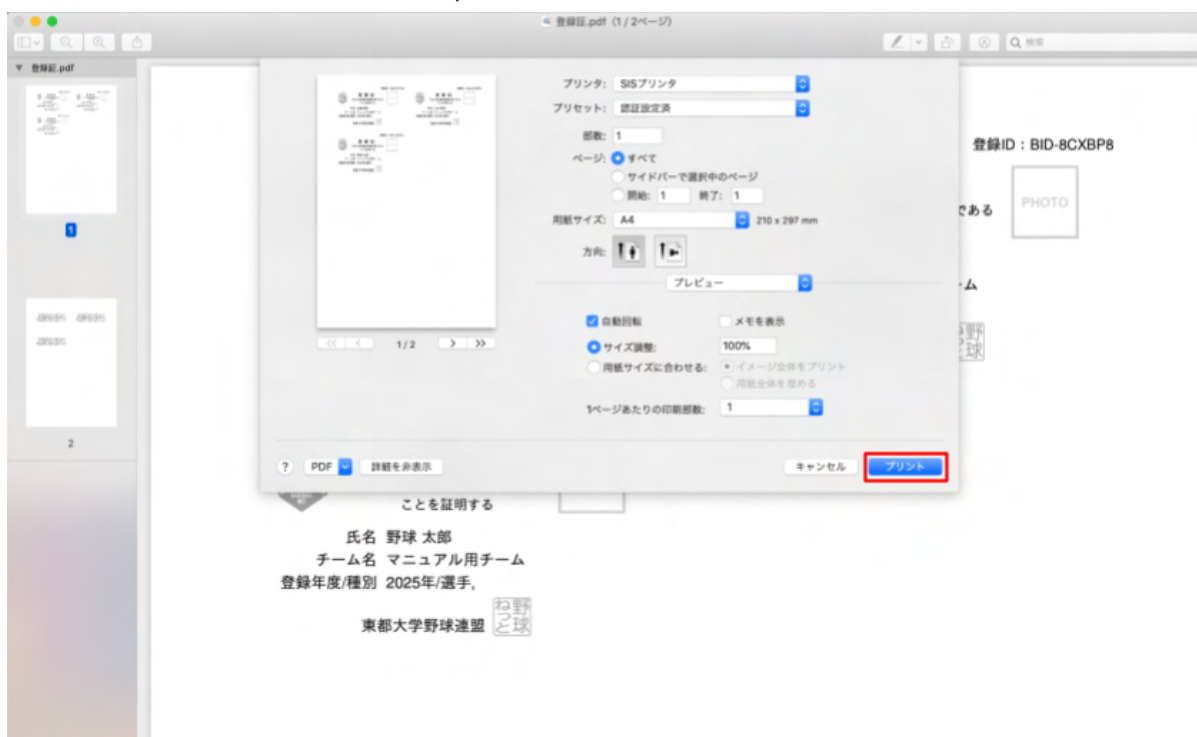 登録証.pdf（1 / 2ページ）
検索
登録証.pdf
1
2
プリンタ: SISプリンタ
プリセット: 認証設定済
部数: 1
ページ: すべて
サイドバーで選択中のページ
開始: 1 終了: 1
用紙サイズ: A4 210 x 297 mm
方向:
プレビュー
自動回転 メモを表示
サイズ調整: 100%
用紙サイズに合わせる: イメージ全体をプリント
用紙全体を埋める
1ページあたりの印刷部数: 1
<< < 1 / 2 > >>
? PDF 詳細を非表示 キャンセル プリント
登録ID：BID-8CXBP8
である PHOTO
ーム
野球
ことを証明する
氏名 野球 太郎
チーム名 マニュアル用チーム
登録年度/種別 2025年/選手,
東都大学野球連盟 野球ねっと